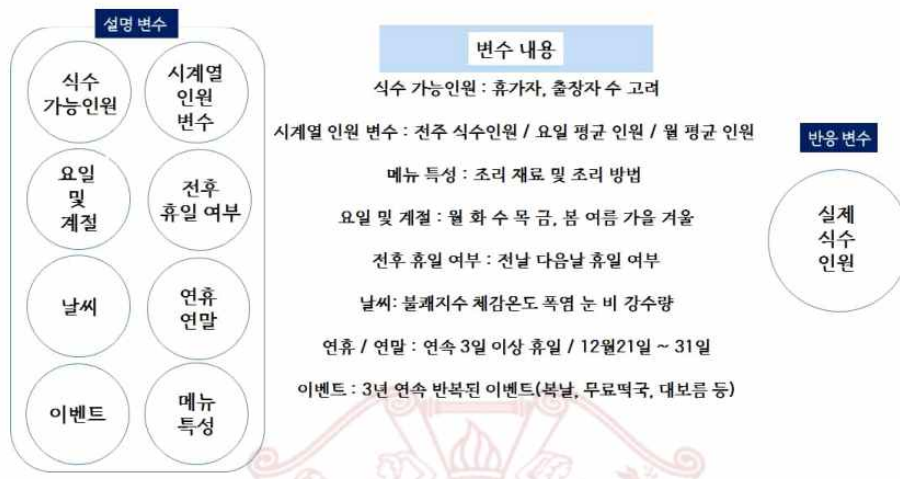 설명 변수
식수
가능인원
시계열
인원
변수
요일
및
계절
전후
휴일 여부
날씨
연휴
연말
이벤트
메뉴
특성
변수 내용
식수 가능인원 : 휴가자, 출장자 수 고려
시계열 인원 변수 : 전주 식수인원 / 요일 평균 인원 / 월 평균 인원
메뉴 특성 : 조리 재료 및 조리 방법
요일 및 계절 : 월 화 수 목 금, 봄 여름 가을 겨울
전후 휴일 여부 : 전날 다음날 휴일 여부
날씨: 불쾌지수 체감온도 폭염 눈 비 강수량
연휴 / 연말 : 연속 3일 이상 휴일 / 12월21일 ~ 31일
이벤트 : 3년 연속 반복된 이벤트(복날, 무료떡국, 대보름 등)
반응 변수
실제
식수
인원